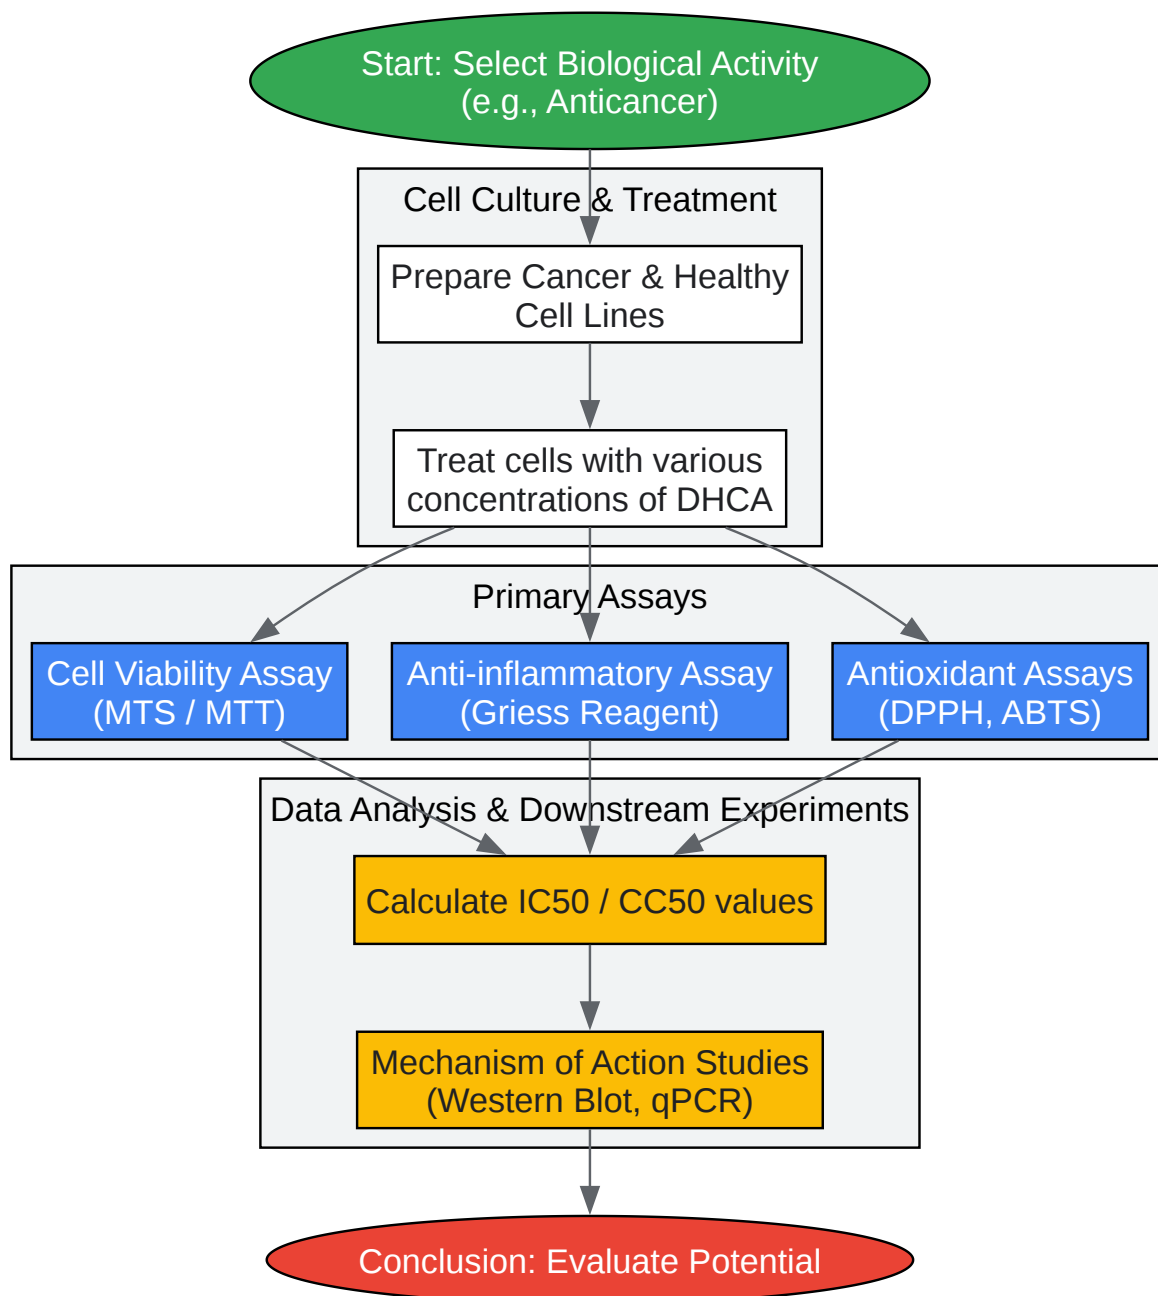 Start: Select Biological Activity
(e.g., Anticancer)
Cell Culture & Treatment
Prepare Cancer & Healthy
Cell Lines
Treat cells with various
concentrations of DHCA
Primary Assays
Cell Viability Assay
(MTS / MTT)
Anti-inflammatory Assay
(Griess Reagent)
Antioxidant Assays
(DPPH, ABTS)
Data Analysis & Downstream Experiments
Calculate IC50 / CC50 values
Mechanism of Action Studies
(Western Blot, qPCR)
Conclusion: Evaluate Potential